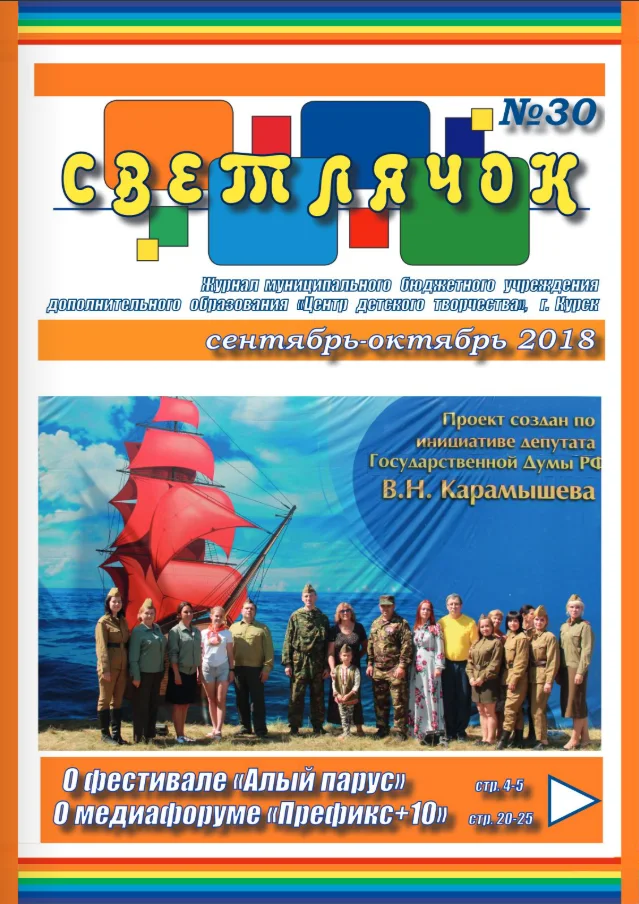 №30
СВЕТЛЯЧОК
Журнал муниципального бюджетного учреждения
дополнительного образования «Центр детского творчества», г. Курск
сентябрь-октябрь 2018
Проект создан по
инициативе депутата
Государственной Думы РФ
В.Н. Карамышева
О фестивале «Алый парус» стр. 4-5
О медиафоруме «Префикс+10» стр. 20-25